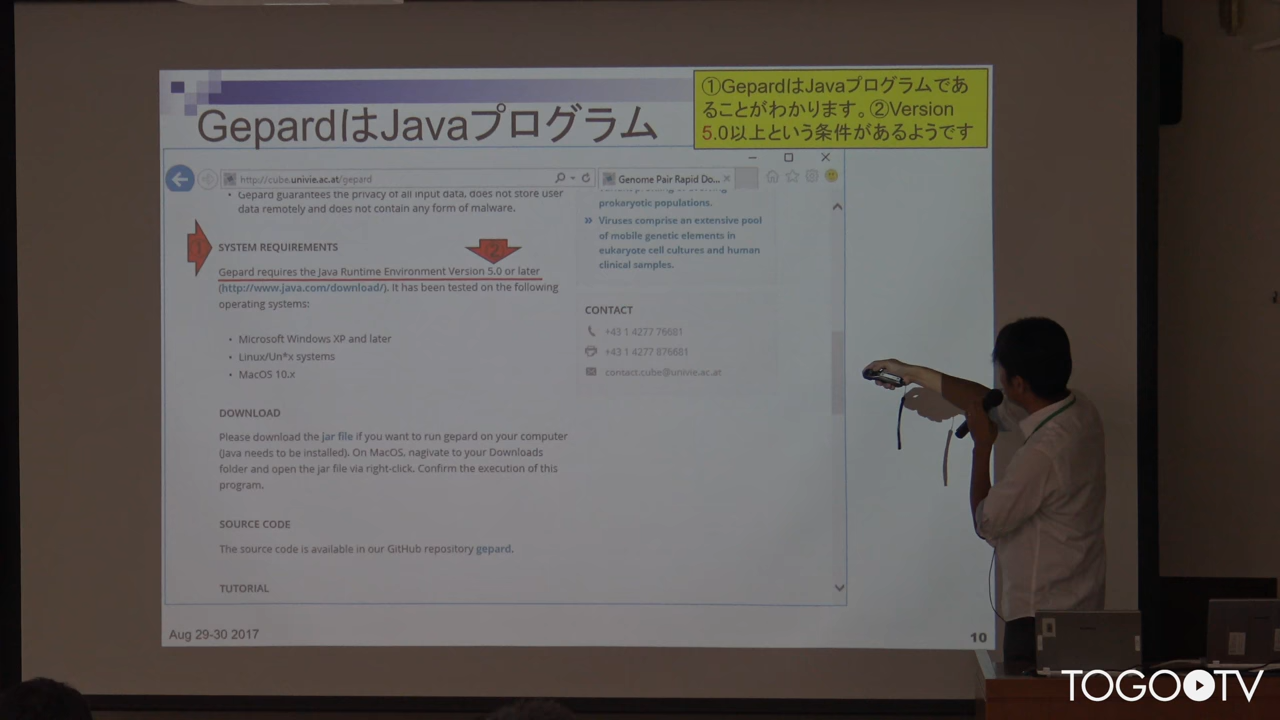 GepardはJavaプログラム
①GepardはJavaプログラムであ
ることがわかります。②Version
5.0以上という条件があるようです
http://cube.univie.ac.at/gepard
Genome Pair Rapid Do...
• Gepard guarantees the privacy of all input data, does not store user
data remotely and does not contain any form of malware.
1
SYSTEM REQUIREMENTS
2
Gepard requires the Java Runtime Environment Version 5.0 or later
(http://www.java.com/download/). It has been tested on the following
operating systems:
• Microsoft Windows XP and later
• Linux/Un*x systems
• MacOS 10.x
DOWNLOAD
Please download the jar file if you want to run gepard on your computer
(Java needs to be installed). On MacOS, nagivate to your Downloads
folder and open the jar file via right-click. Confirm the execution of this
program.
SOURCE CODE
The source code is available in our GitHub repository gepard.
TUTORIAL
prokaryotic populations.
» Viruses comprise an extensive pool
of mobile genetic elements in
eukaryote cell cultures and human
clinical samples.
CONTACT
+43 1 4277 76681
+43 1 4277 876681
contact.cube@univie.ac.at
Aug 29-30 2017
10
TOGOTV